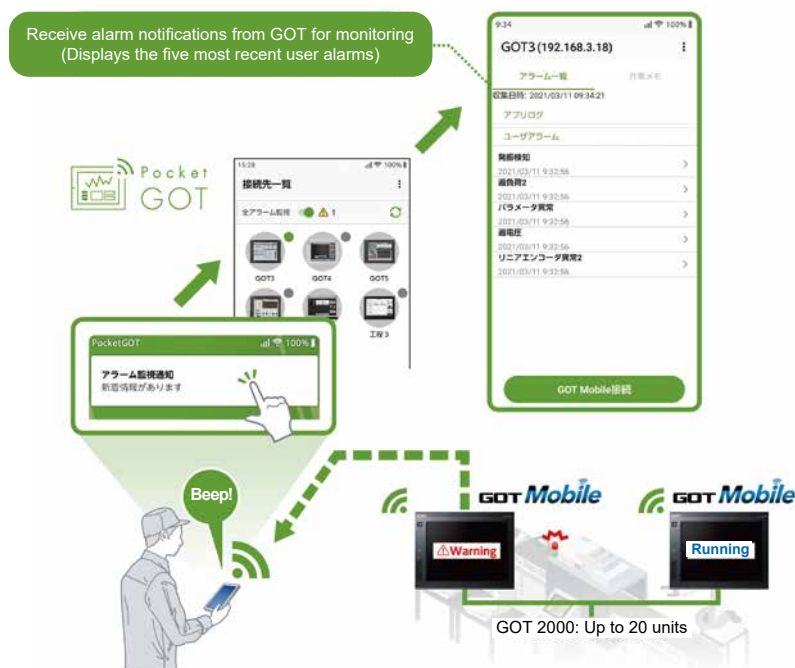 Receive alarm notifications from GOT for monitoring
(Displays the five most recent user alarms)
9:34
100%
GOT3 (192.168.3.18)
アラーム一覧
作業メモ
収集日時: 2021/03/11 09:34:21
アプリログ
ユーザアラーム
発振検知
2021/03/11 9:32:56
過負荷2
2021/03/11 9:32:56
パラメータ異常
2021/03/11 9:32:56
過電圧
2021/03/11 9:32:56
リニアエンコーダ異常2
2021/03/11 9:32:56
GOT Mobile接続
Pocket
GOT
15:28
100%
接続先一覧
全アラーム監視
1
GOT3
GOT4
GOT5
工程3
PocketGOT
100%
アラーム監視通知
新着情報があります
Beep!
GOT Mobile
GOT Mobile
Warning
Running
GOT 2000: Up to 20 units